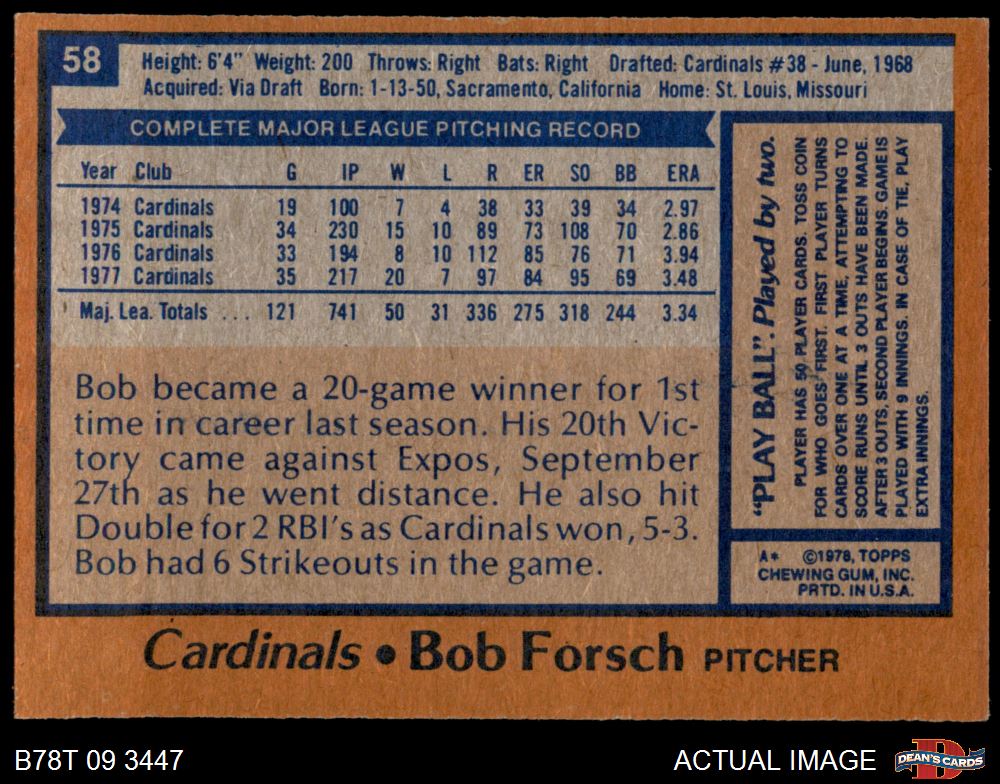 58
Height: 6'4" Weight: 200 Throws: Right Bats: Right Drafted: Cardinals #38 - June, 1968
Acquired: Via Draft Born: 1-13-50, Sacramento, California Home: St. Louis, Missouri
COMPLETE MAJOR LEAGUE PITCHING RECORD
Year Club G IP W L R ER SO BB ERA
1974 Cardinals 19 100 7 4 38 33 39 34 2.97
1975 Cardinals 34 230 15 10 89 73 108 70 2.86
1976 Cardinals 33 194 8 10 112 85 76 71 3.94
1977 Cardinals 35 217 20 7 97 84 95 69 3.48
Maj. Lea. Totals ... 121 741 50 31 336 275 318 244 3.34
Bob became a 20-game winner for 1st
time in career last season. His 20th Vic-
tory came against Expos, September
27th as he went distance. He also hit
Double for 2 RBI's as Cardinals won, 5-3.
Bob had 6 Strikeouts in the game.
"PLAY BALL". Played by two.
PLAYER HAS 50 PLAYER CARDS. TOSS COIN
FOR WHO GOES FIRST. FIRST PLAYER TURNS
CARDS OVER ONE AT A TIME, ATTEMPTING TO
SCORE RUNS UNTIL 3 OUTS HAVE BEEN MADE.
AFTER 3 OUTS, SECOND PLAYER BEGINS. GAME IS
PLAYED WITH 9 INNINGS. IN CASE OF TIE, PLAY
EXTRA INNINGS.
A* ©1978, TOPPS
CHEWING GUM, INC.
PRTD. IN U.S.A.
Cardinals • Bob Forsch PITCHER
B78T 09 3447
ACTUAL IMAGE
DEAN'S CARDS